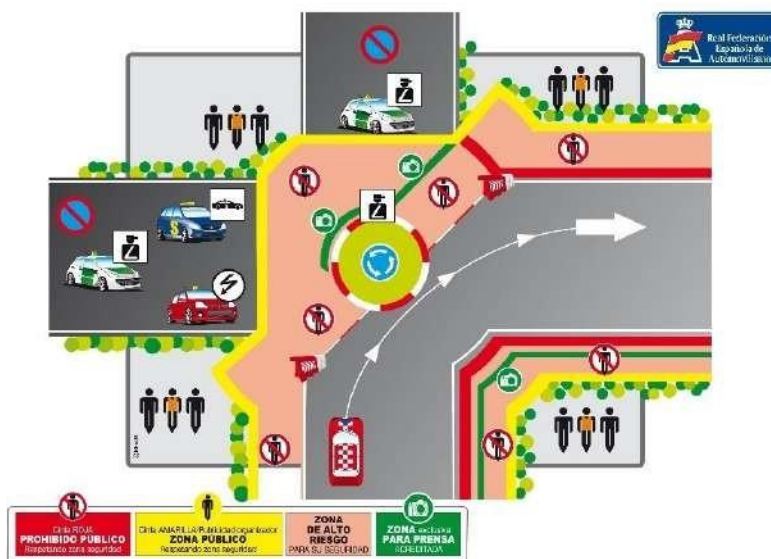 Real Federación
Española de
Automovilismo
S
Cinta ROJA
PROHIBIDO PÚBLICO
Respetando zona seguridad
Cinta AMARILLA/Publicidad organizador
ZONA PÚBLICO
Respetando zona seguridad
ZONA
DE ALTO
RIESGO
PARA SU SEGURIDAD
ZONA exclusiva
PARA PRENSA
ACREDITADA